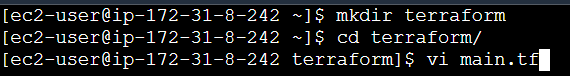 [ec2-user@ip-172-31-8-242 ~]$ mkdir terraform
[ec2-user@ip-172-31-8-242 ~]$ cd terraform/
[ec2-user@ip-172-31-8-242 terraform]$ vi main.tf